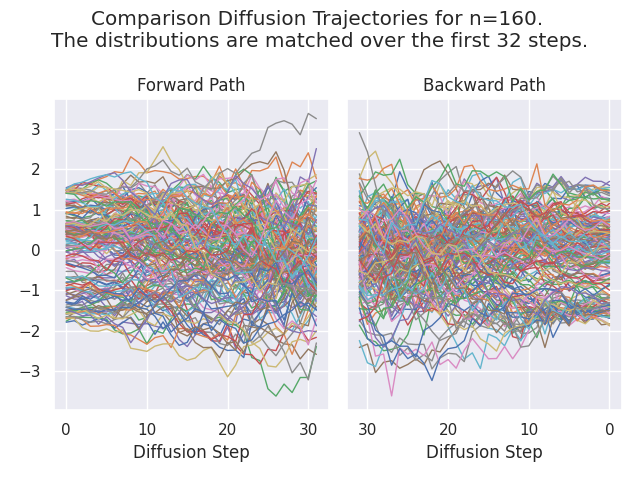 Comparison Diffusion Trajectories for n=160.
The distributions are matched over the first 32 steps.
Forward Path
Backward Path
3
2
1
0
−1
−2
−3
0 10 20 30
30 20 10 0
Diffusion Step
Diffusion Step